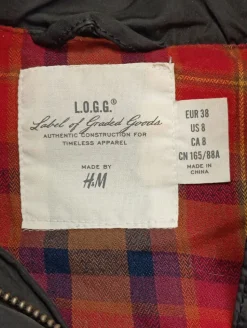 L.O.G.G.®
Label of Graded Goods
AUTHENTIC CONSTRUCTION FOR
TIMELESS APPAREL
MADE BY
H&M
EUR 38
US 8
CA 8
CN 165/88A
MADE IN
CHINA